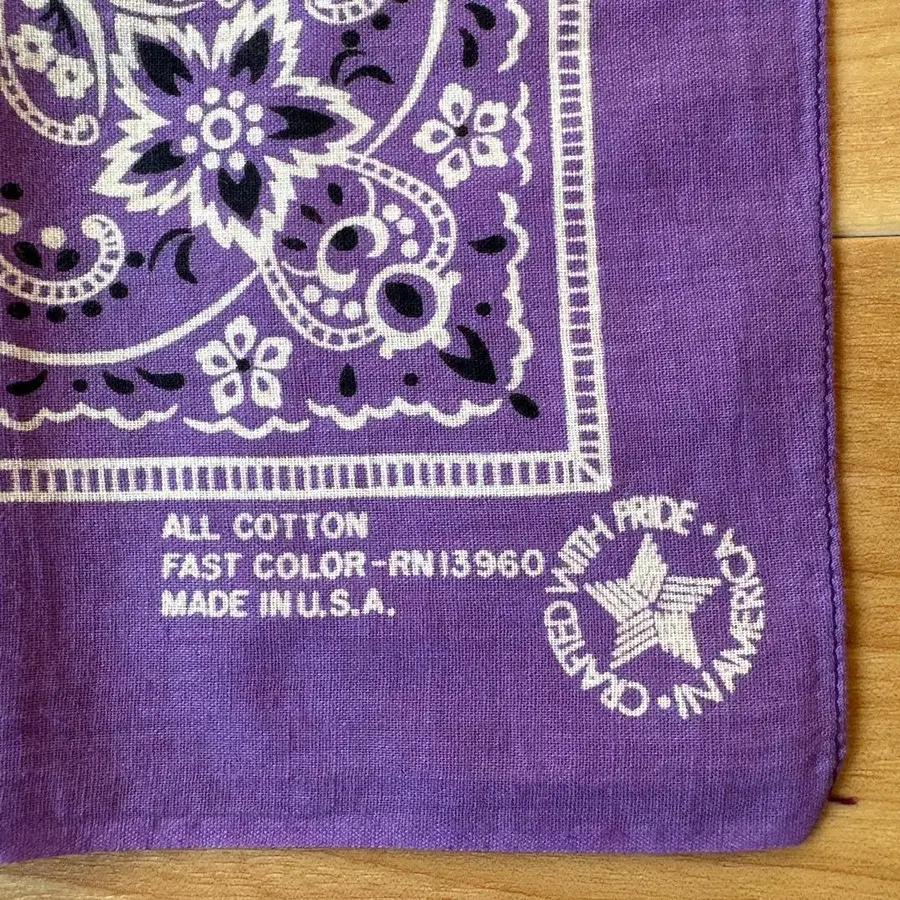 ALL COTTON
FAST COLOR-RN13960
MADE IN U.S.A.
CRAFTED WITH PRIDE • IN AMERICA •